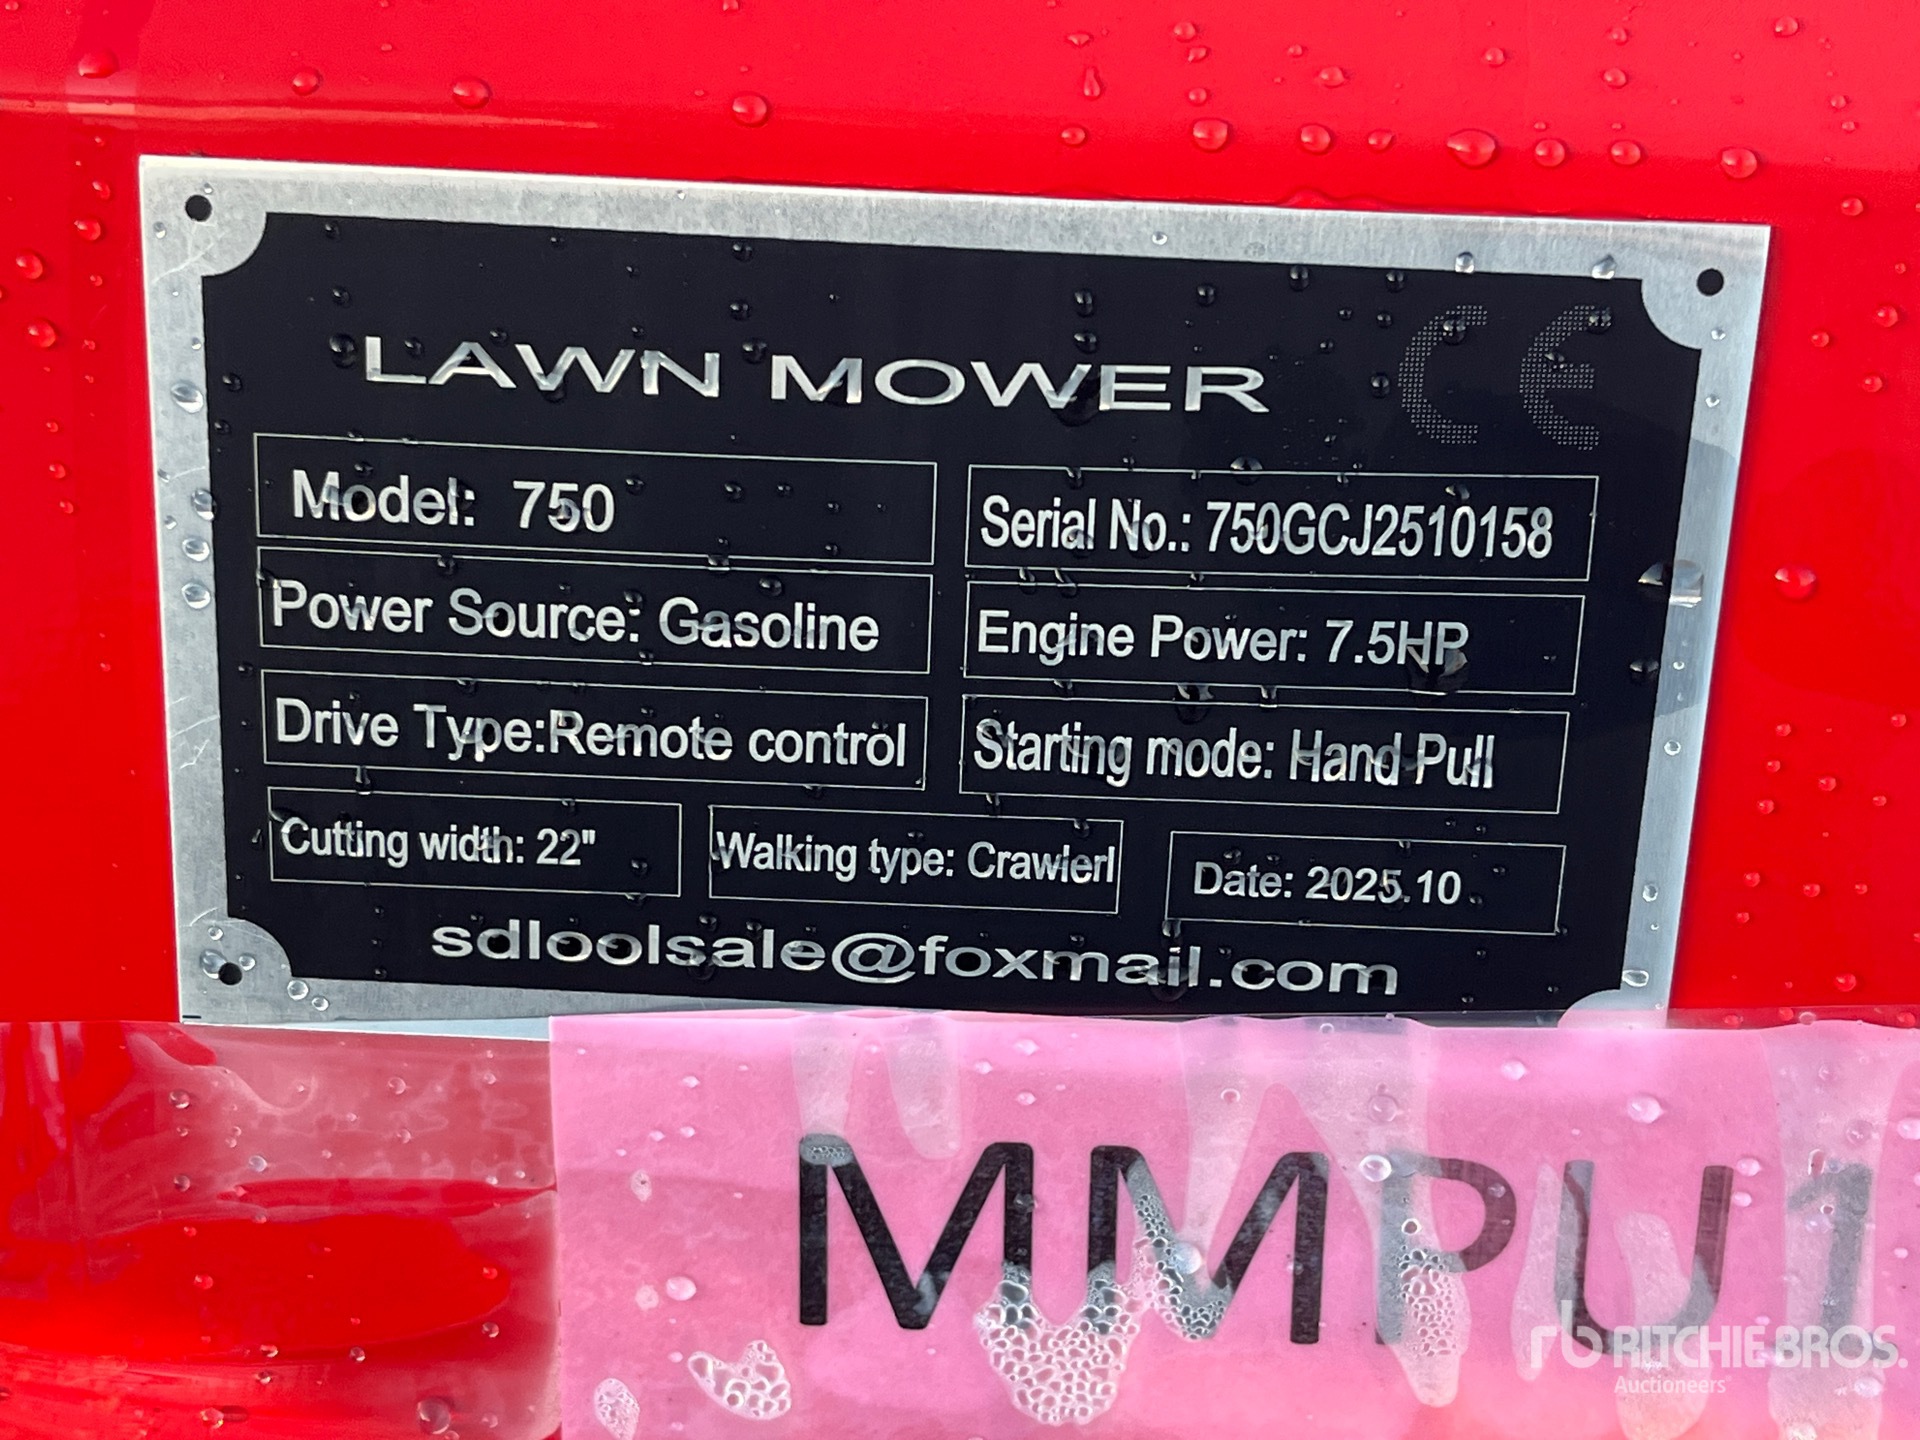 LAWN MOWER
CE
Model: 750
Serial No.: 750GCJ2510158
Power Source: Gasoline
Engine Power: 7.5HP
Drive Type:Remote control
Starting mode: Hand Pull
Cutting width: 22"
Walking type: Crawlerl
Date: 2025.10
sdloolsale@foxmail.com
MMPU1
rb RITCHIE BROS.
Auctioneers